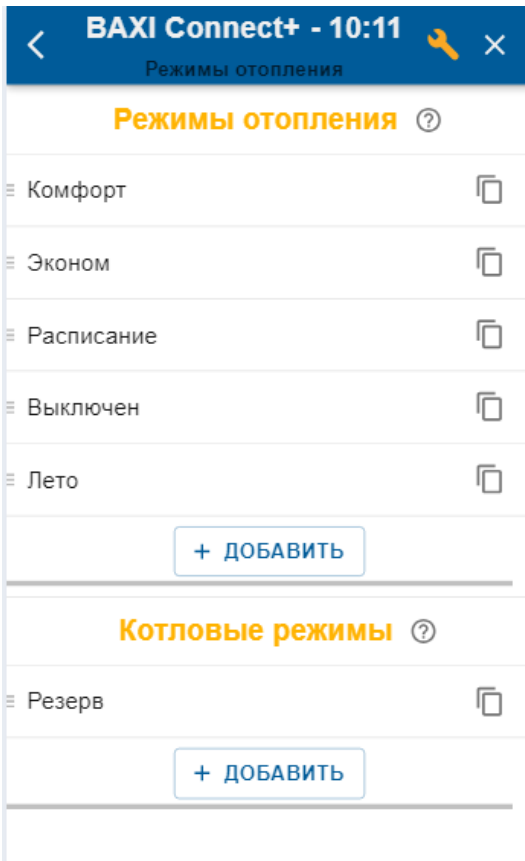 BAXI Connect+ - 10:11
Режимы отопления
Режимы отопления ?
Комфорт
Эконом
Расписание
Выключен
Лето
+ ДОБАВИТЬ
Котловые режимы ?
Резерв
+ ДОБАВИТЬ